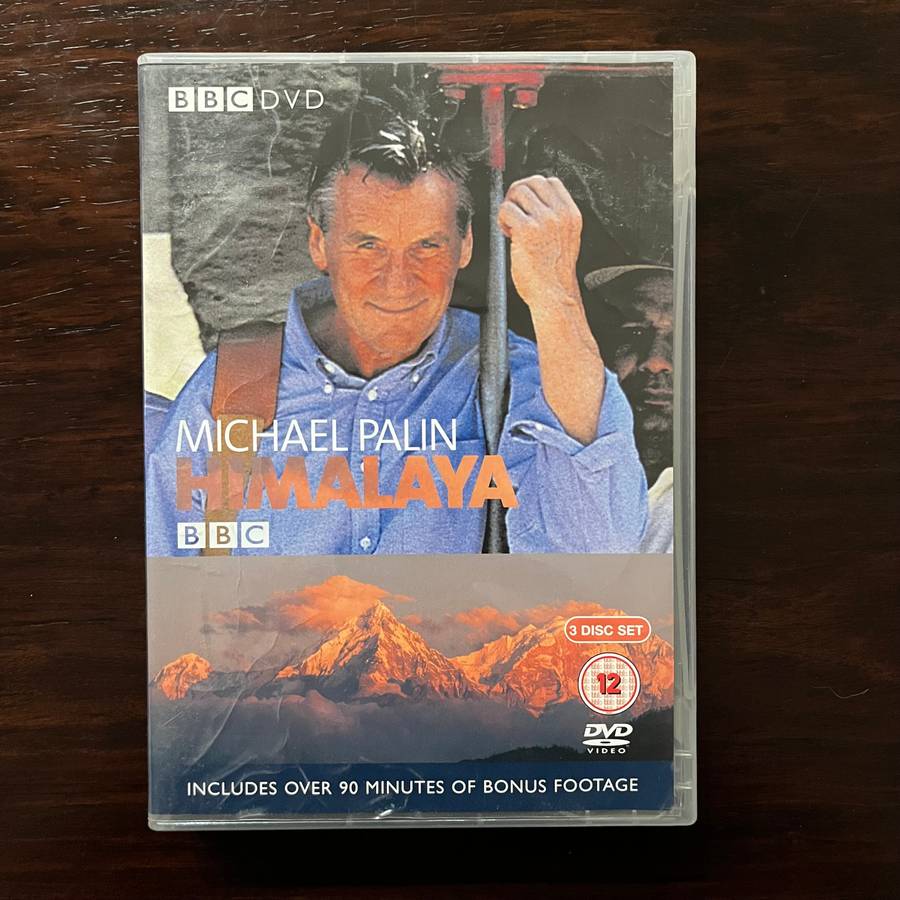 BBC DVD
MICHAEL PALIN
HIMALAYA
BBC
3 DISC SET
12
DVD
VIDEO
INCLUDES OVER 90 MINUTES OF BONUS FOOTAGE